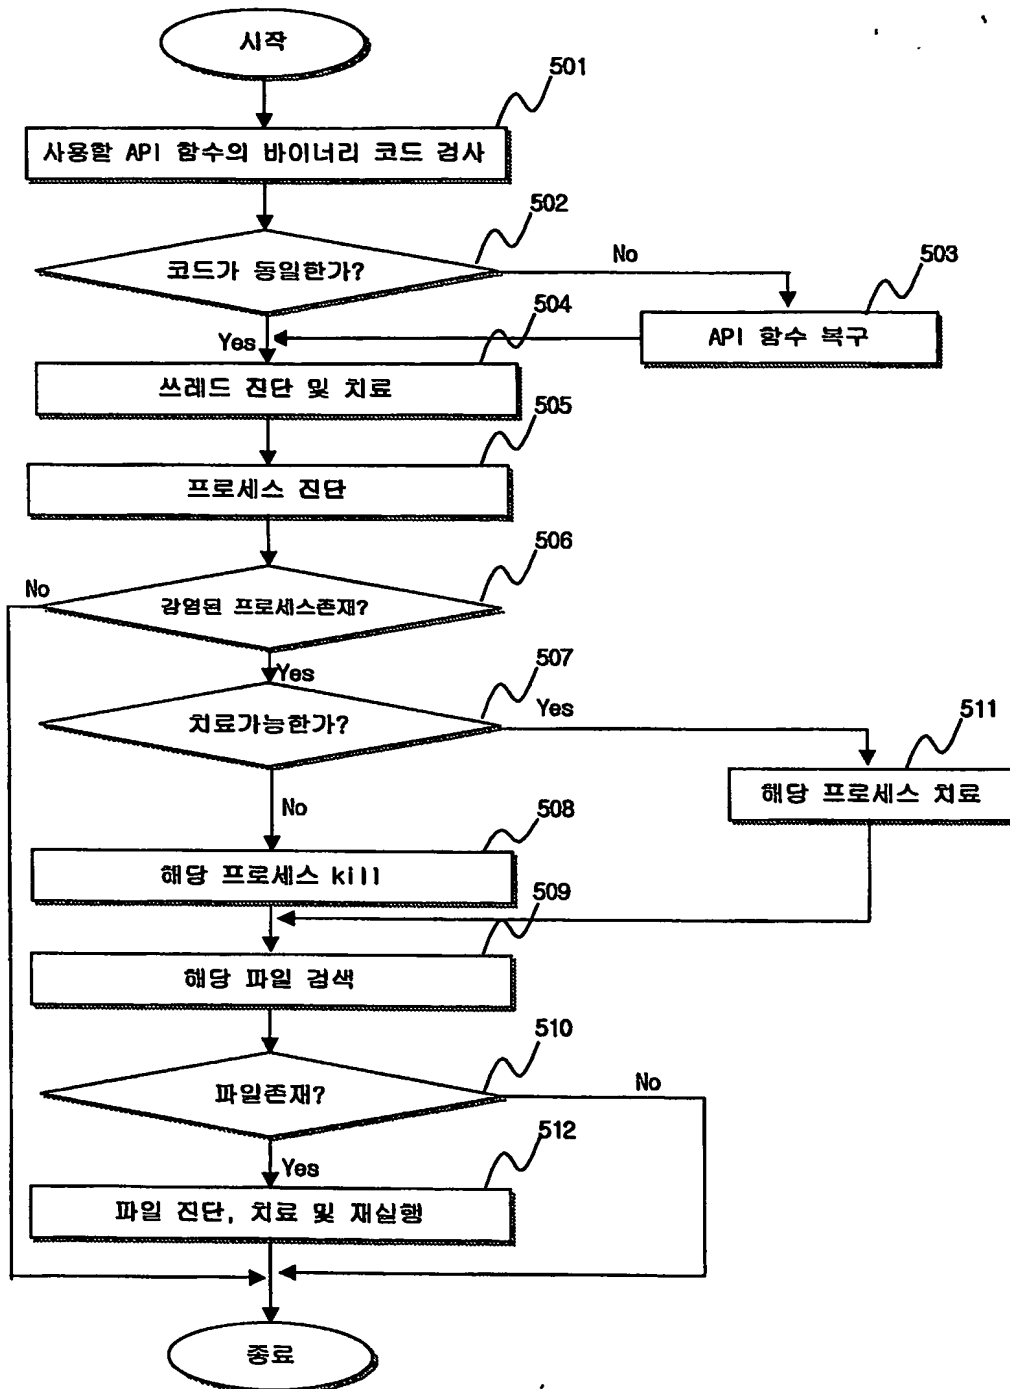 시작
501
사용할 API 함수의 바이너리 코드 검사
502
코드가 동일한가?
No
503
API 함수 복구
504
Yes
쓰레드 진단 및 치료
505
프로세스 진단
506
No
감염된 프로세스존재?
Yes
507
치료가능한가?
Yes
511
해당 프로세스 치료
No
508
해당 프로세스 kill
509
해당 파일 검색
510
파일존재?
No
512
Yes
파일 진단, 치료 및 재실행
종료